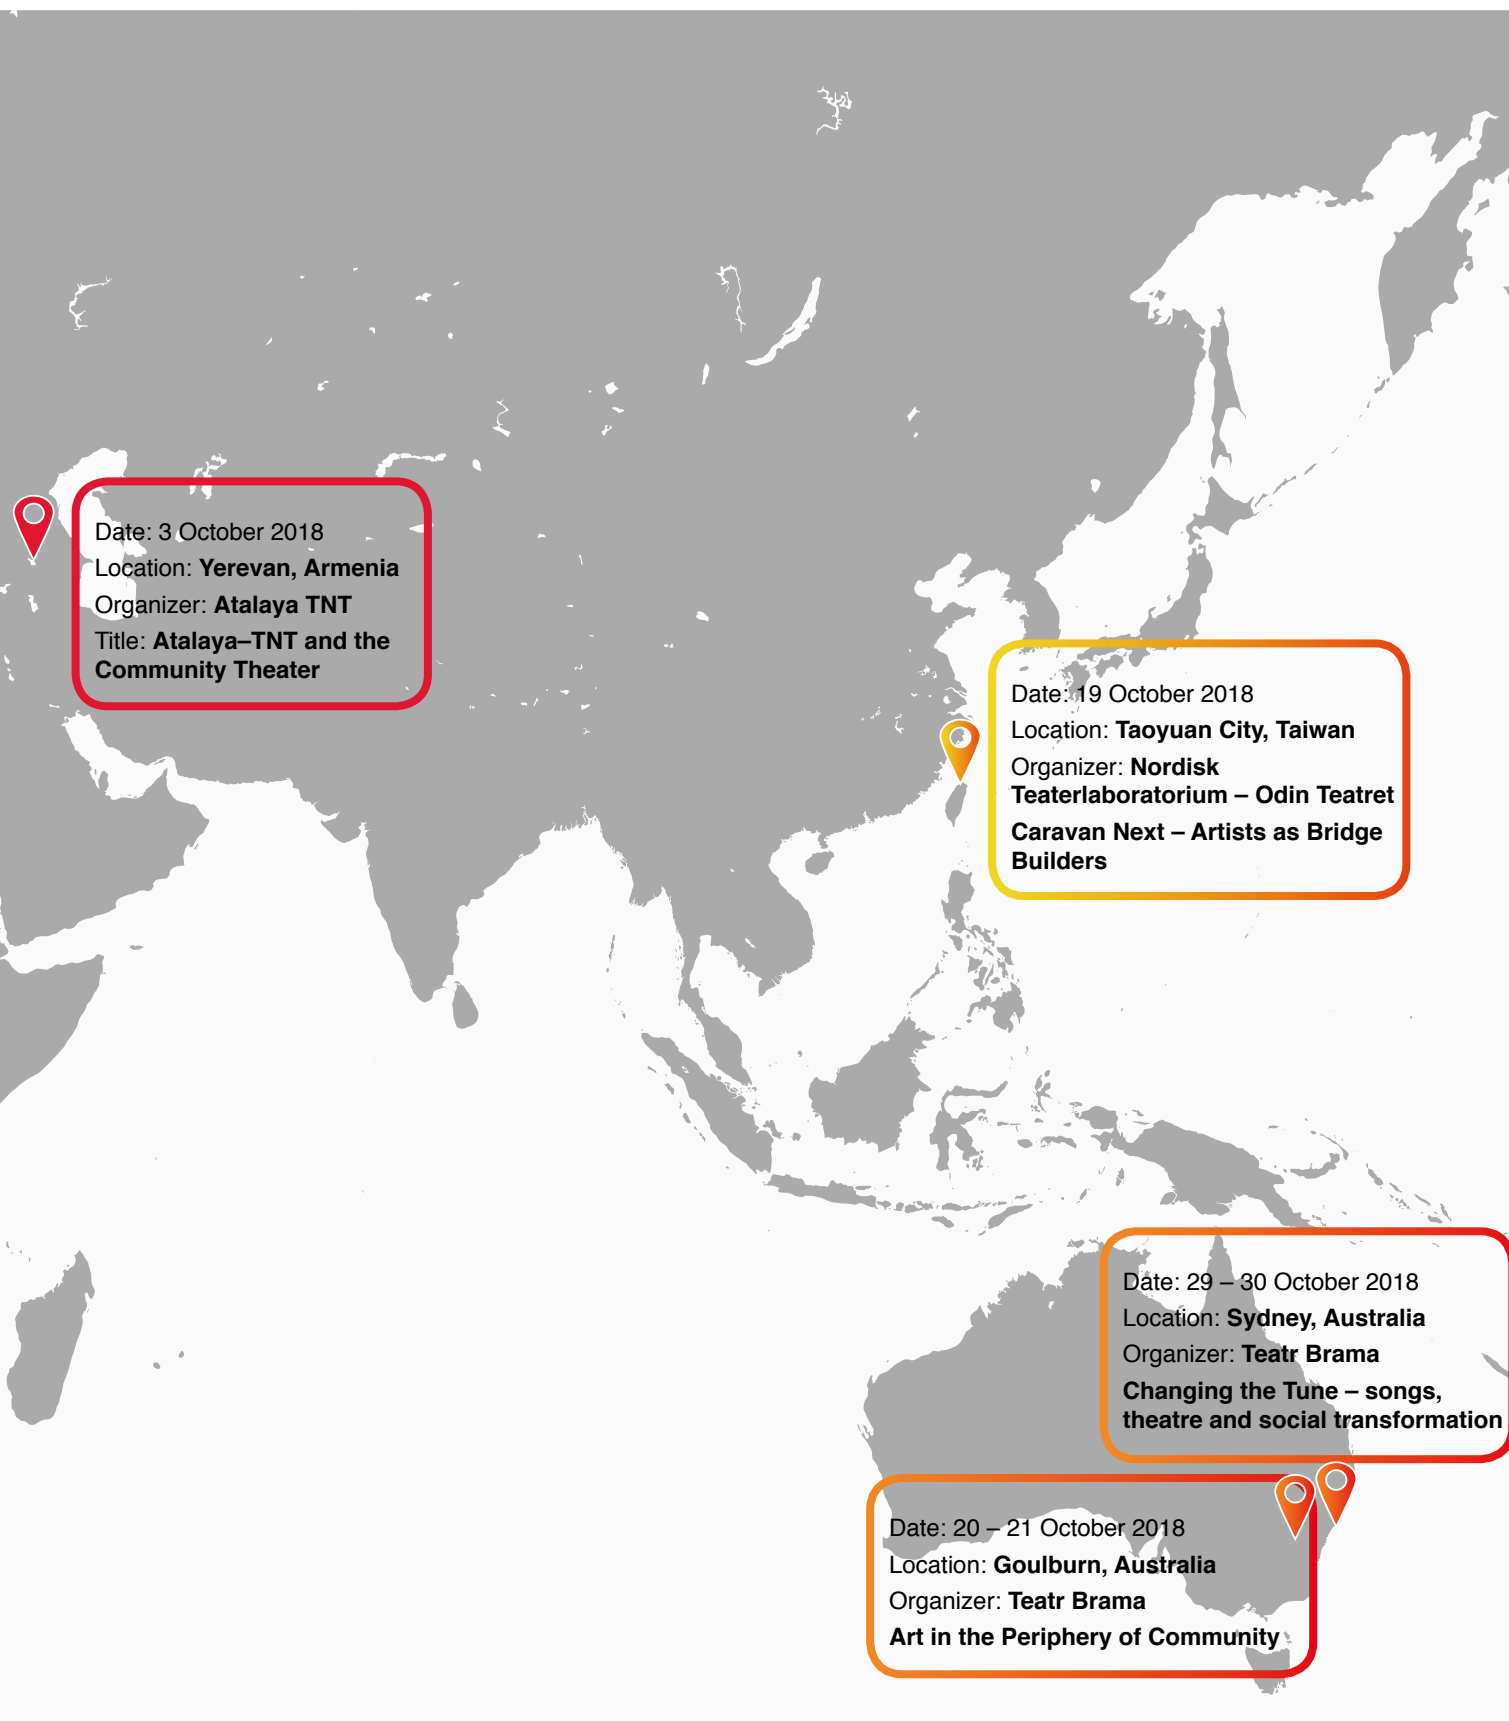 Date: 3 October 2018
Location: Yerevan, Armenia
Organizer: Atalaya TNT
Title: Atalaya–TNT and the
Community Theater
Date: 19 October 2018
Location: Taoyuan City, Taiwan
Organizer: Nordisk
Teaterlaboratorium – Odin Teatret
Caravan Next – Artists as Bridge
Builders
Date: 29 – 30 October 2018
Location: Sydney, Australia
Organizer: Teatr Brama
Changing the Tune – songs,
theatre and social transformation
Date: 20 – 21 October 2018
Location: Goulburn, Australia
Organizer: Teatr Brama
Art in the Periphery of Community